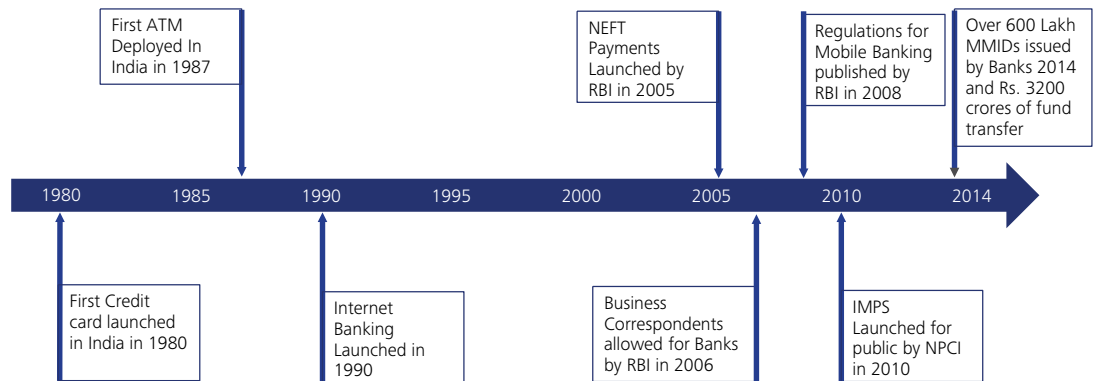 First ATM
Deployed In
India in 1987
NEFT
Payments
Launched by
RBI in 2005
Regulations for
Mobile Banking
published by
RBI in 2008
Over 600 Lakh
MMIDs issued
by Banks 2014
and Rs. 3200
crores of fund
transfer
1980 1985 1990 1995 2000 2005 2010 2014
First Credit
card launched
in India in 1980
Internet
Banking
Launched in
1990
Business
Correspondents
allowed for Banks
by RBI in 2006
IMPS
Launched for
public by NPCI
in 2010